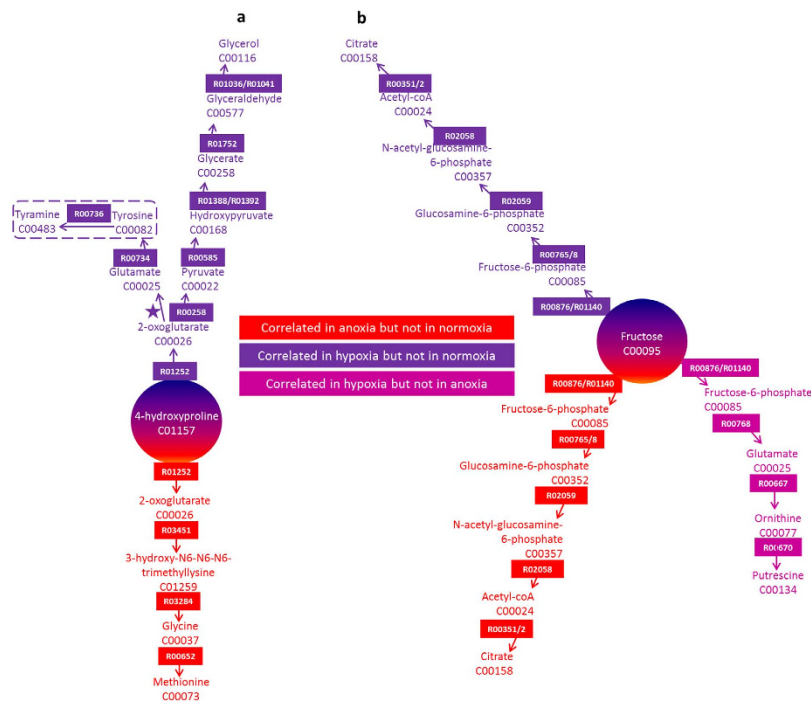 a
Glycerol
C00116
R01036/R01041
Glyceraldehyde
C00577
R01752
Glycerate
C00258
R01388/R01392
Hydroxypyruvate
C00168
R00585
Pyruvate
C00022
R00258
Tyramine
C00483
R00736
Tyrosine
C00082
R00734
Glutamate
C00025
2-oxoglutarate
C00026
R01252
4-hydroxyproline
C01157
R01252
2-oxoglutarate
C00026
R03451
3-hydroxy-N6-N6-N6-
trimethyllysine
C01259
R03284
Glycine
C00037
R00652
Methionine
C00073
Correlated in anoxia but not in normoxia
Correlated in hypoxia but not in normoxia
Correlated in hypoxia but not in anoxia
b
Citrate
C00158
R00351/2
Acetyl-coA
C00024
R02058
N-acetyl-glucosamine-
6-phosphate
C00357
R02059
Glucosamine-6-phosphate
C00352
R00765/8
Fructose-6-phosphate
C00085
R00876/R01140
Fructose
C00095
R00876/R01140
Fructose-6-phosphate
C00085
R00765/8
Glucosamine-6-phosphate
C00352
R02059
N-acetyl-glucosamine-
6-phosphate
C00357
R02058
Acetyl-coA
C00024
R00351/2
Citrate
C00158
R00876/R01140
Fructose-6-phosphate
C00085
R00768
Glutamate
C00025
R00667
Ornithine
C00077
R00670
Putrescine
C00134